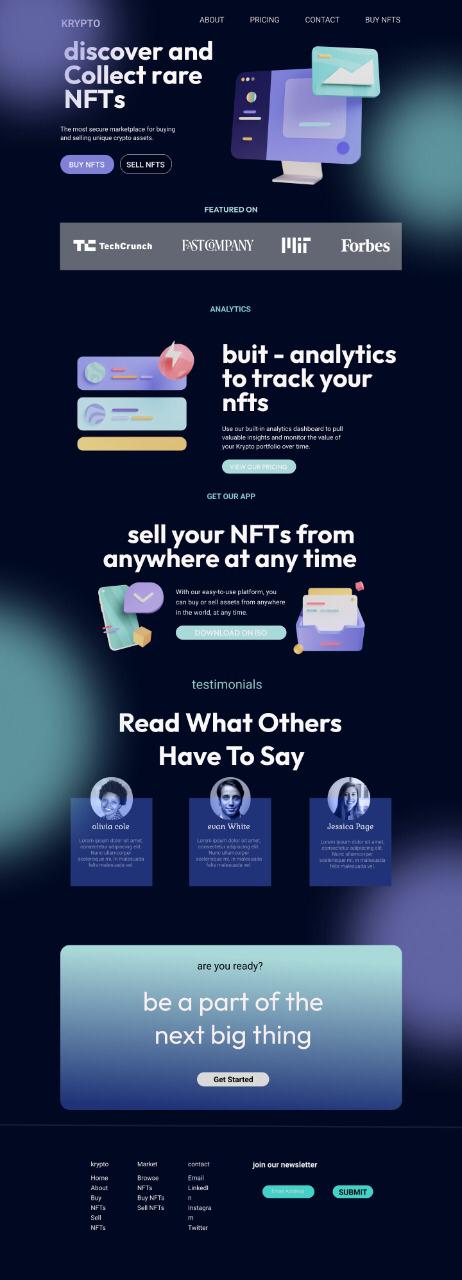 KRYPTO
ABOUT
PRICING
CONTACT
BUY NFTS
discover and
Collect rare
NFTs
The most secure marketplace for buying
and selling unique crypto assets.
BUY NFTS
SELL NFTS
FEATURED ON
TechCrunch
FAST COMPANY
MIT
Forbes
ANALYTICS
buit - analytics
to track your
nfts
Use our built-in analytics dashboard to pull
valuable insights and monitor the value of
your Krypto portfolio over time.
VIEW OUR PRICING
GET OUR APP
sell your NFTs from
anywhere at any time
With our easy-to-use platform, you
can buy or sell assets from anywhere
in the world, at any time.
DOWNLOAD ON ISO
testimonials
Read What Others
Have To Say
olivia cole
Lorem ipsum dolor sit amet,
consectetur adipiscing elit.
Nunc ullamcorper
scelerisque mi, in malesuada
felis malesuada vel.
evan White
Lorem ipsum dolor sit amet,
consectetur adipiscing elit.
Nunc ullamcorper
scelerisque mi, in malesuada
felis malesuada vel.
Jessica Page
Lorem ipsum dolor sit amet,
consectetur adipiscing elit.
Nunc ullamcorper
scelerisque mi, in malesuada
felis malesuada vel.
are you ready?
be a part of the
next big thing
Get Started
krypto
Home
About
Buy
NFTs
Sell
NFTs
Market
Browse
NFTs
Buy NFTs
Sell NFTs
contact
Email
LinkedI
n
Instagra
m
Twitter
join our newsletter
Email Address
SUBMIT